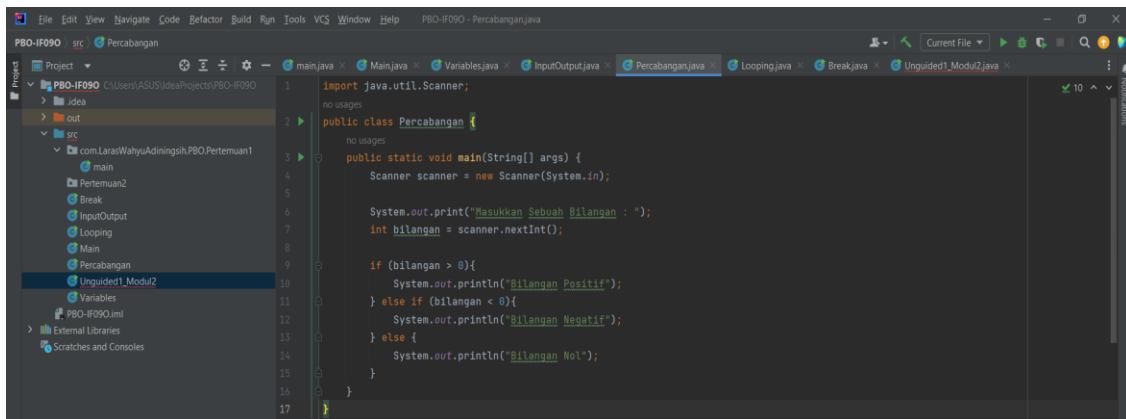 File Edit View Navigate Code Refactor Build Run Tools VCS Window Help PBO-IF09O - Percabangan.java
PBO-IF09O src Percabangan Current File
Project main.java Main.java Variables.java InputOutput.java Percabangan.java Looping.java Break.java Unguided1_Modul2.java
Project
Notifications
PBO-IF09O C:\Users\ASUS\IdeaProjects\PBO-IF09O
.idea
out
src
com.LarasWahyuAdiningsih.PBO.Pertemuan1
main
Pertemuan2
Break
InputOutput
Looping
Main
Percabangan
Unguided1_Modul2
Variables
PBO-IF09O.iml
External Libraries
Scratches and Consoles
10
1 import java.util.Scanner;
no usages
2 public class Percabangan {
no usages
3 public static void main(String[] args) {
4 Scanner scanner = new Scanner(System.in);
5
6 System.out.print("Masukkan Sebuah Bilangan : ");
7 int bilangan = scanner.nextInt();
8
9 if (bilangan > 0){
10 System.out.println("Bilangan Positif");
11 } else if (bilangan < 0){
12 System.out.println("Bilangan Negatif");
13 } else {
14 System.out.println("Bilangan Nol");
15 }
16 }
17 }